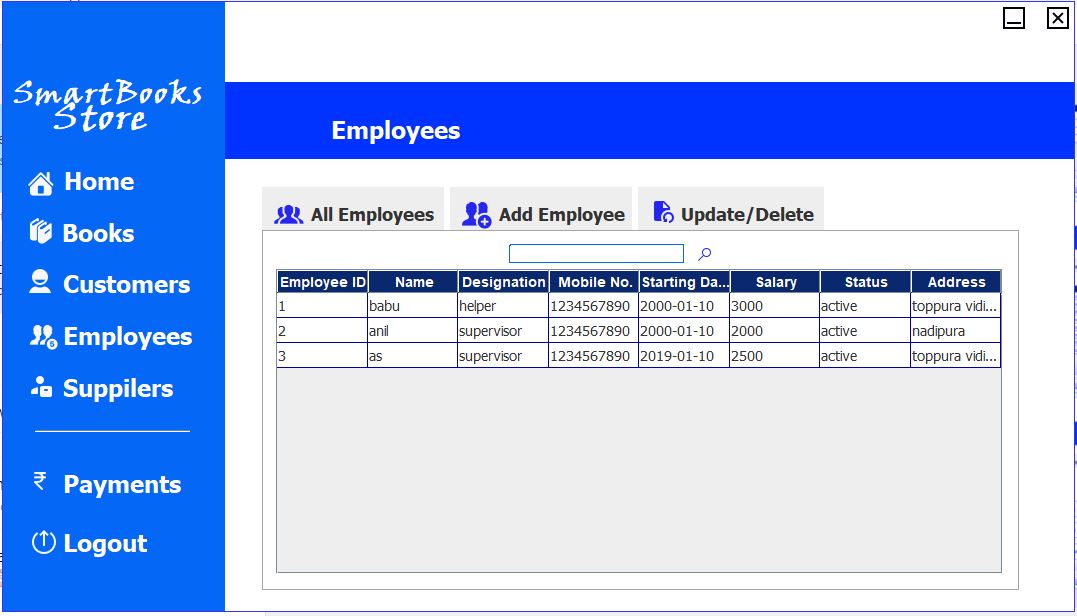 SmartBooks
Store
Home
Books
Customers
Employees
Suppilers
Payments
Logout
Employees
All Employees Add Employee Update/Delete
Employee ID Name Designation Mobile No. Starting Da... Salary Status Address
1 babu helper 1234567890 2000-01-10 3000 active toppura vidi...
2 anil supervisor 1234567890 2000-01-10 2000 active nadipura
3 as supervisor 1234567890 2019-01-10 2500 active toppura vidi...